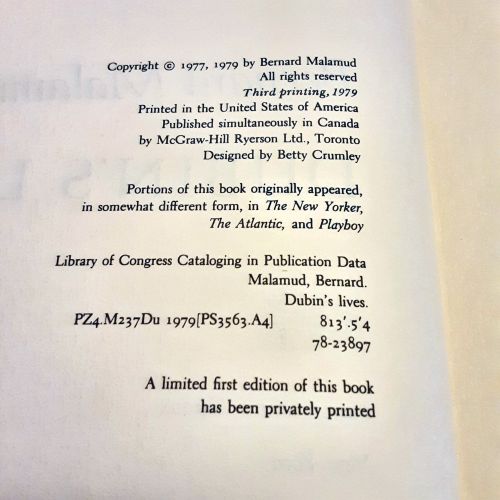 Copyright © 1977, 1979 by Bernard Malamud
All rights reserved
Third printing, 1979
Printed in the United States of America
Published simultaneously in Canada
by McGraw-Hill Ryerson Ltd., Toronto
Designed by Betty Crumley
Portions of this book originally appeared,
in somewhat different form, in The New Yorker,
The Atlantic, and Playboy
Library of Congress Cataloging in Publication Data
Malamud, Bernard.
Dubin's lives.
PZ4.M237Du 1979[PS3563.A4] 813'.5'4
78-23897
A limited first edition of this book
has been privately printed